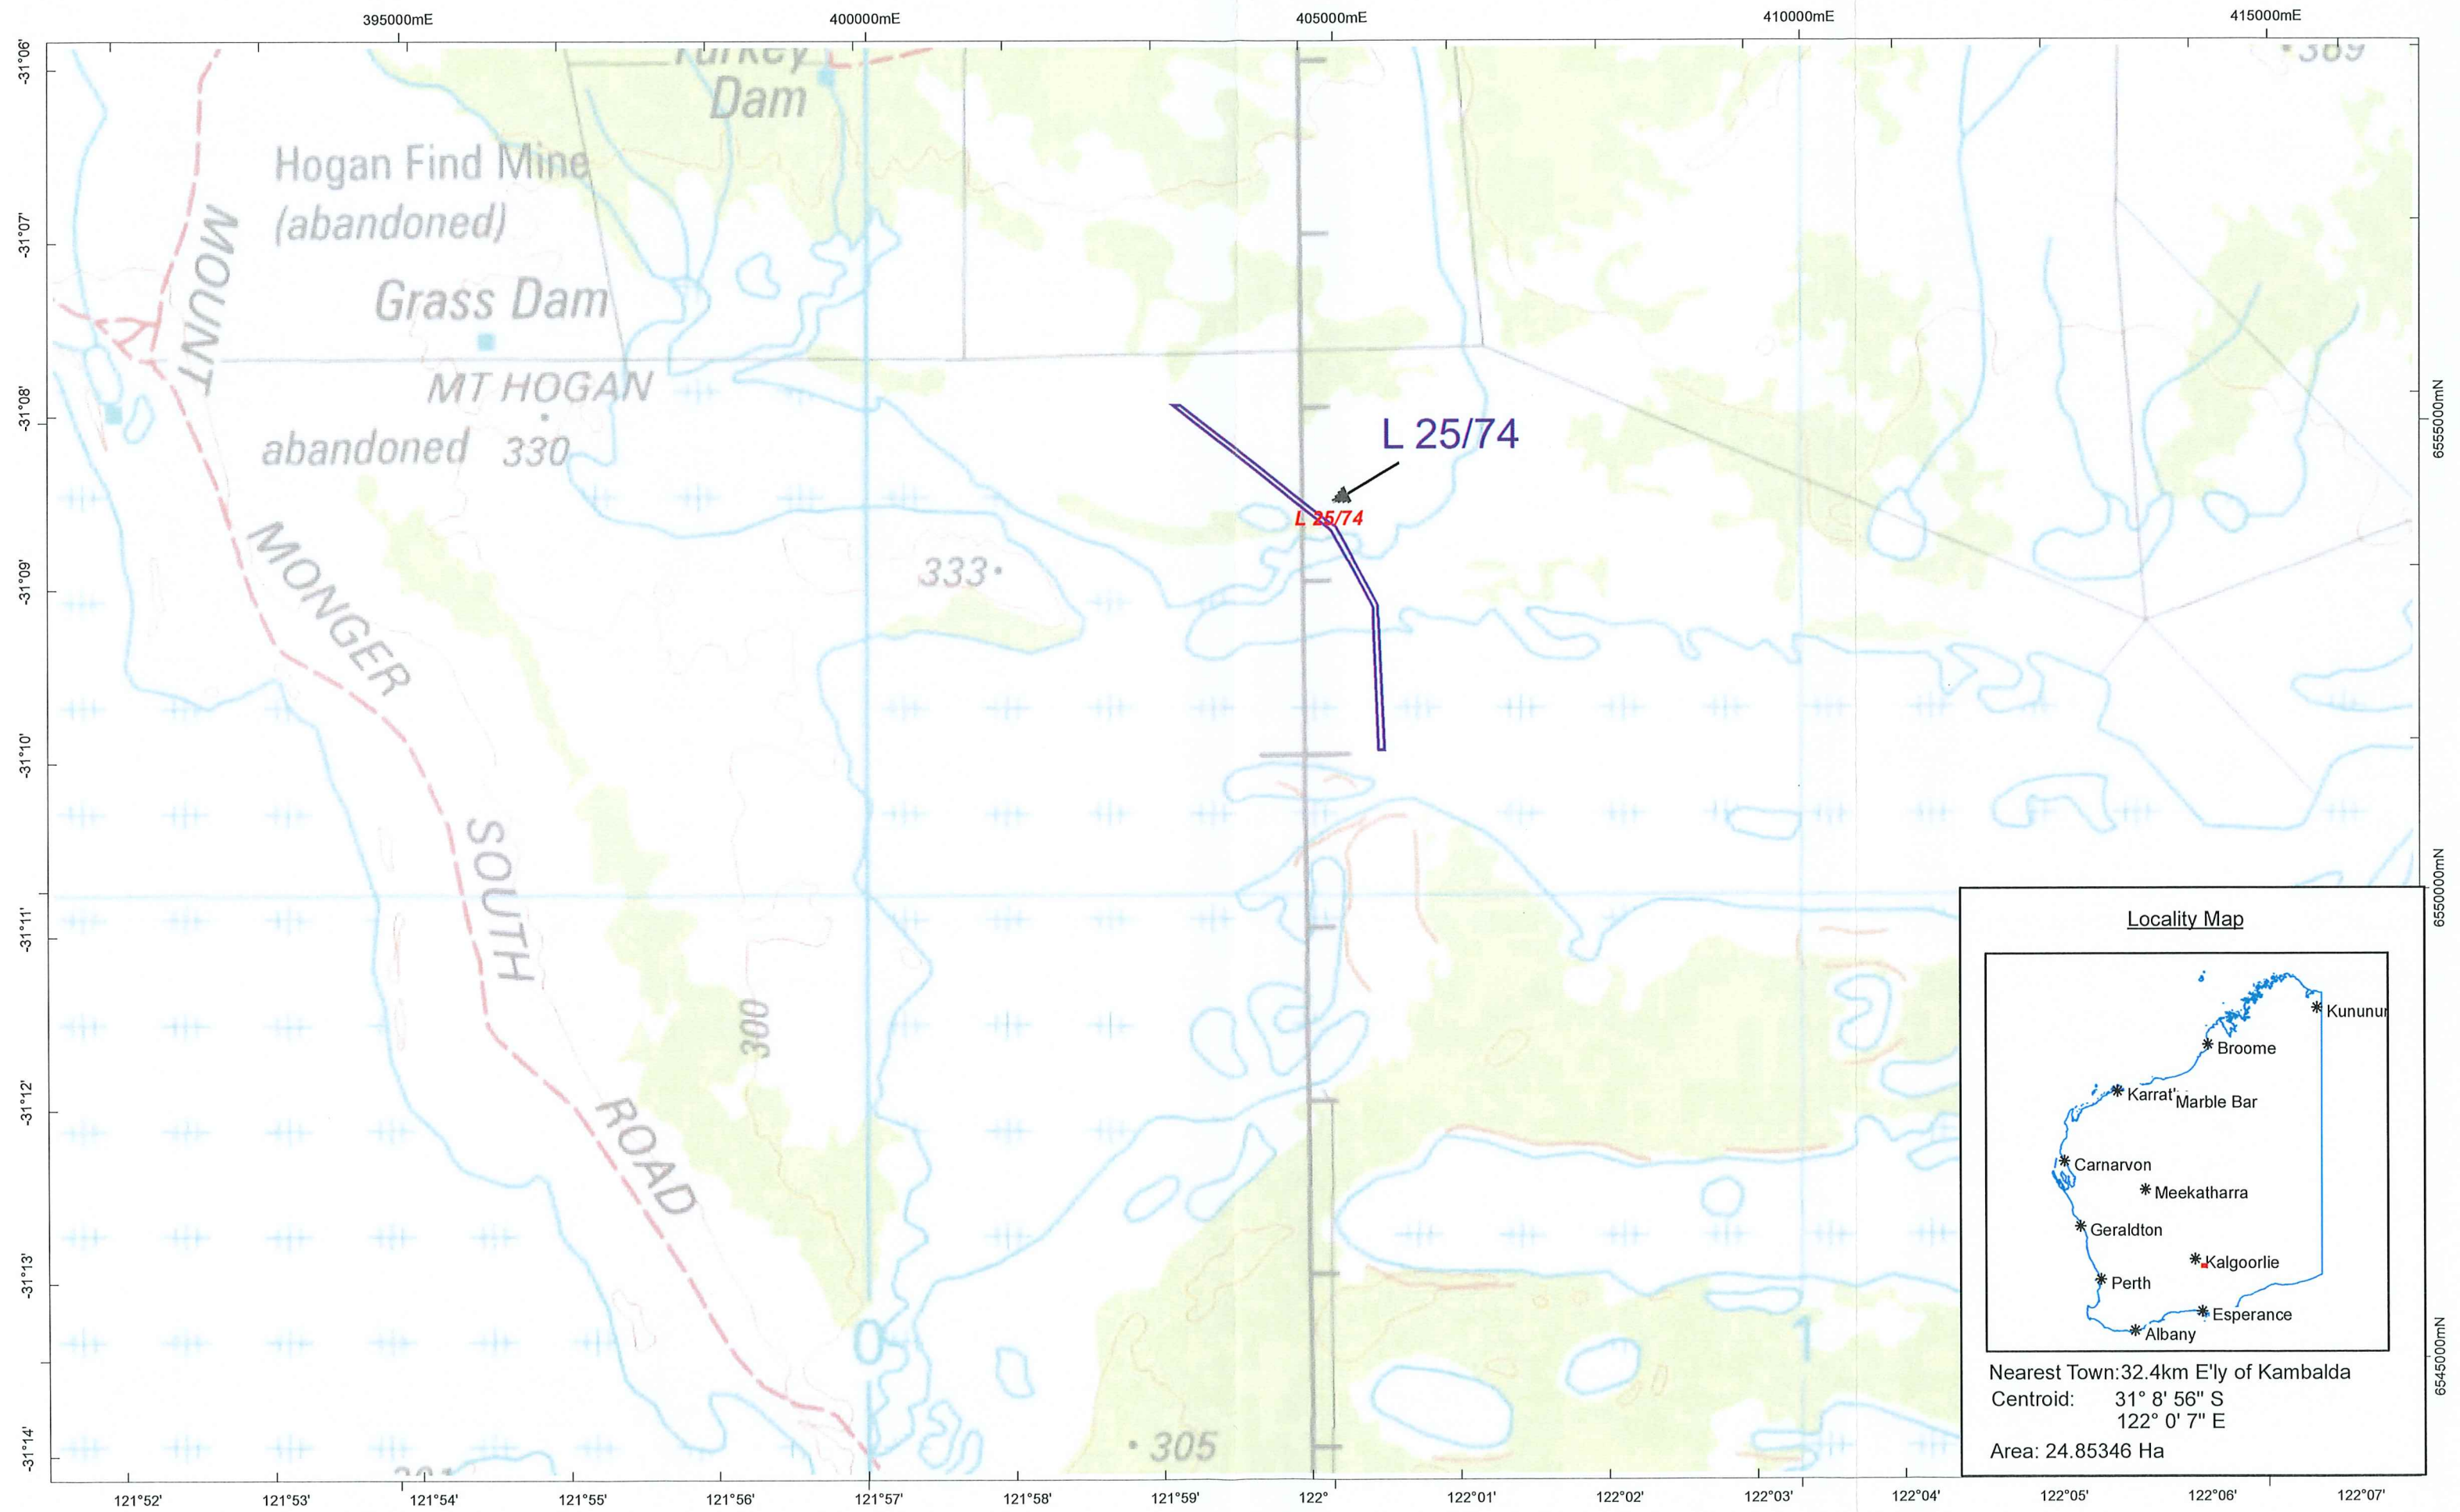 395000mE
400000mE
405000mE
410000mE
415000mE
-31°06'
Turkey
Dam
369
Hogan Find Mine
(abandoned)
-31°07'
MOUNT
Grass Dam
MT HOGAN
-31°08'
abandoned 330
L 25/74
6555000mN
L 25/74
333
-31°09'
MONGER
-31°10'
SOUTH
-31°11'
6550000mN
300
-31°12'
ROAD
-31°13'
0
1
6545000mN
305
-31°14'
Locality Map
Kununur
Broome
Karrat'
Marble Bar
Carnarvon
Meekatharra
Geraldton
Kalgoorlie
Perth
Esperance
Albany
Nearest Town:32.4km E'ly of Kambalda
Centroid: 31° 8' 56" S
122° 0' 7" E
Area: 24.85346 Ha
121°52'
121°53'
121°54'
121°55'
121°56'
121°57'
121°58'
121°59'
122°
122°01'
122°02'
122°03'
122°04'
122°05'
122°06'
122°07'